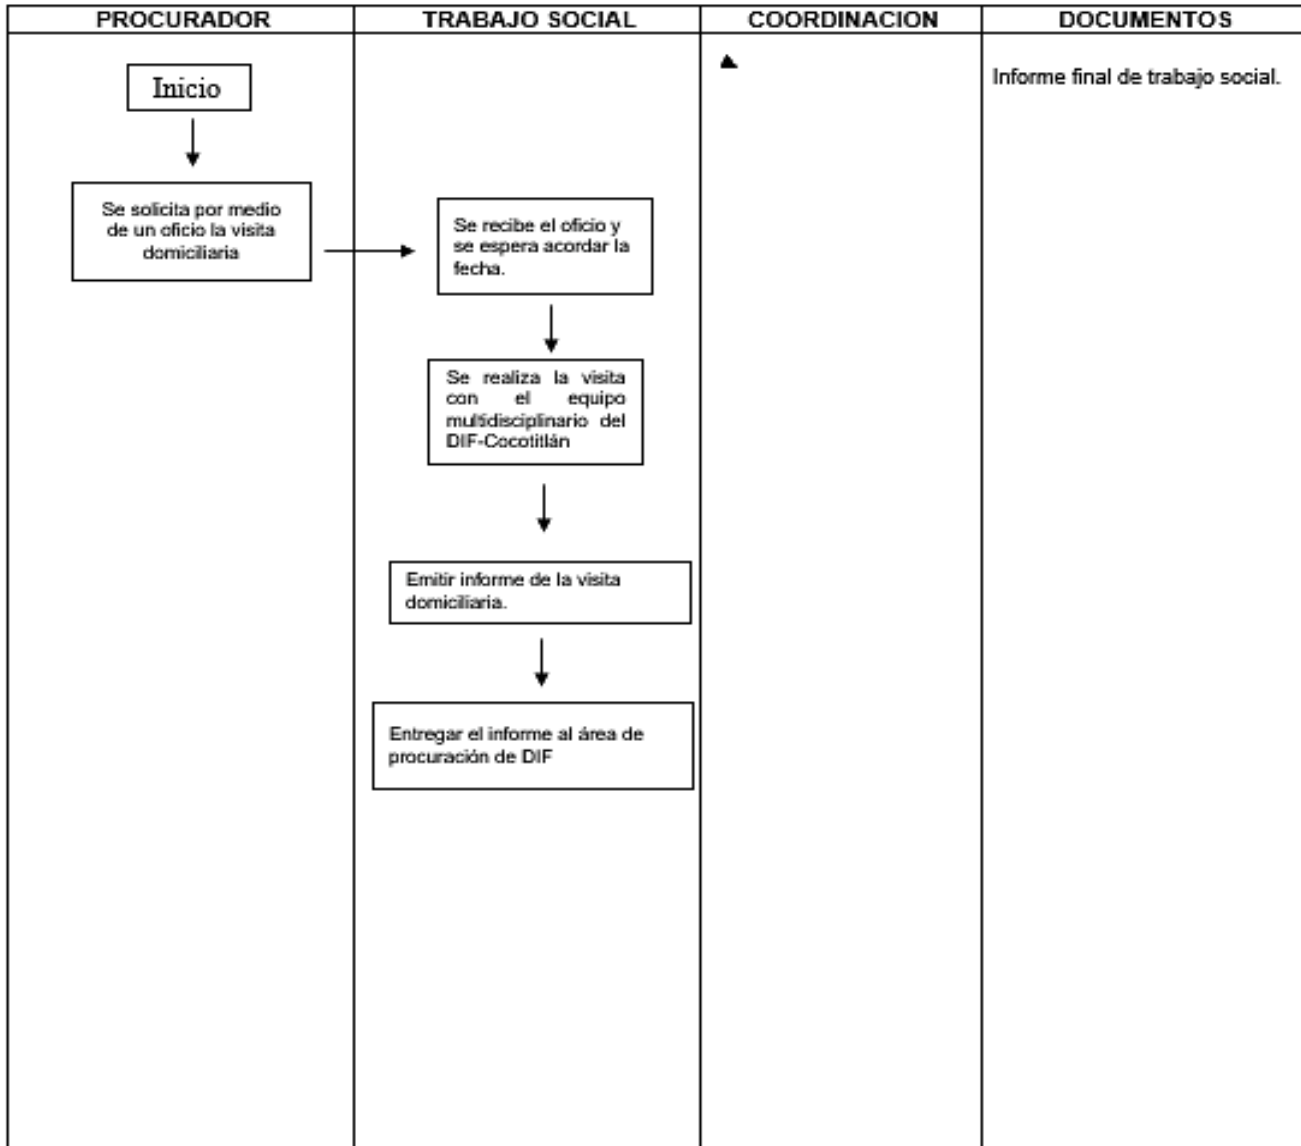 PROCURADOR
TRABAJO SOCIAL
COORDINACION
DOCUMENTOS
Inicio
Informe final de trabajo social.
Se solicita por medio
de un oficio la visita
domiciliaria
Se recibe el oficio y
se espera acordar la
fecha.
Se realiza la visita
con el equipo
multidisciplinario del
DIF-Cocotitlán
Emitir informe de la visita
domiciliaria.
Entregar el informe al área de
procuración de DIF